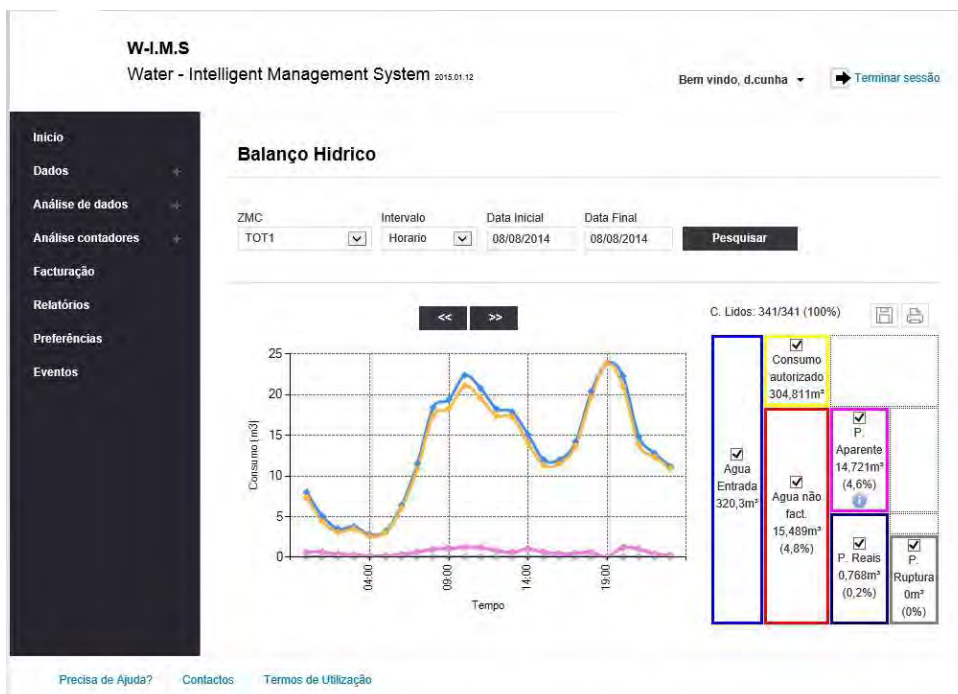 W-I.M.S
Water - Intelligent Management System 2015.01.12
Bem vindo, d.cunha
Terminar sessão
Inicio
Dados +
Análise de dados +
Análise contadores +
Facturação
Relatórios
Preferências
Eventos
Balanço Hidrico
ZMC
Intervalo
Data Inicial
Data Final
TOT1
Horario
08/08/2014
08/08/2014
Pesquisar
<<
>>
C. Lidos: 341/341 (100%)
25
20
15
10
5
0
Consumo [m3]
04:00
09:00
14:00
19:00
Tempo
Agua
Entrada
320,3m³
Consumo
autorizado
304,811m³
Agua não
fact.
15,489m³
(4,8%)
P.
Aparente
14,721m³
(4,6%)
i
P. Reais
0,768m³
(0,2%)
P.
Ruptura
0m³
(0%)
Precisa de Ajuda?
Contactos
Termos de Utilização